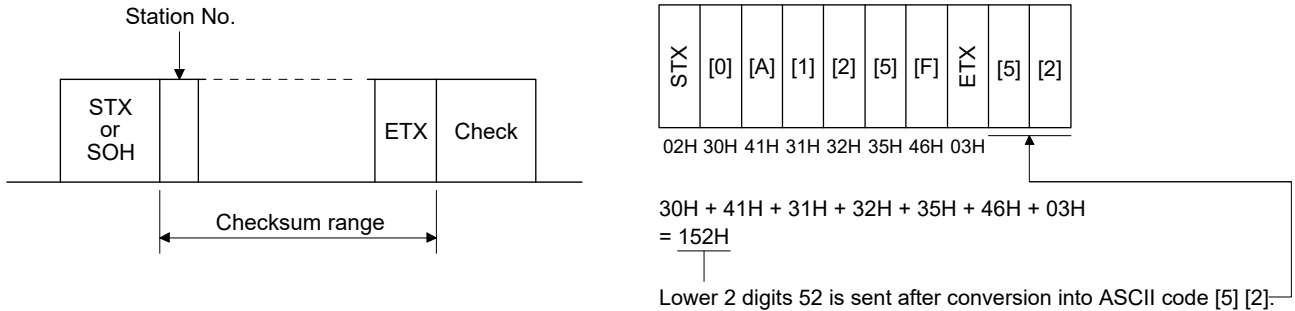 Station No.
STX
or
SOH
ETX
Check
Checksum range
STX [0] [A] [1] [2] [5] [F] ETX [5] [2]
02H 30H 41H 31H 32H 35H 46H 03H
30H + 41H + 31H + 32H + 35H + 46H + 03H
= 152H
Lower 2 digits 52 is sent after conversion into ASCII code [5] [2].